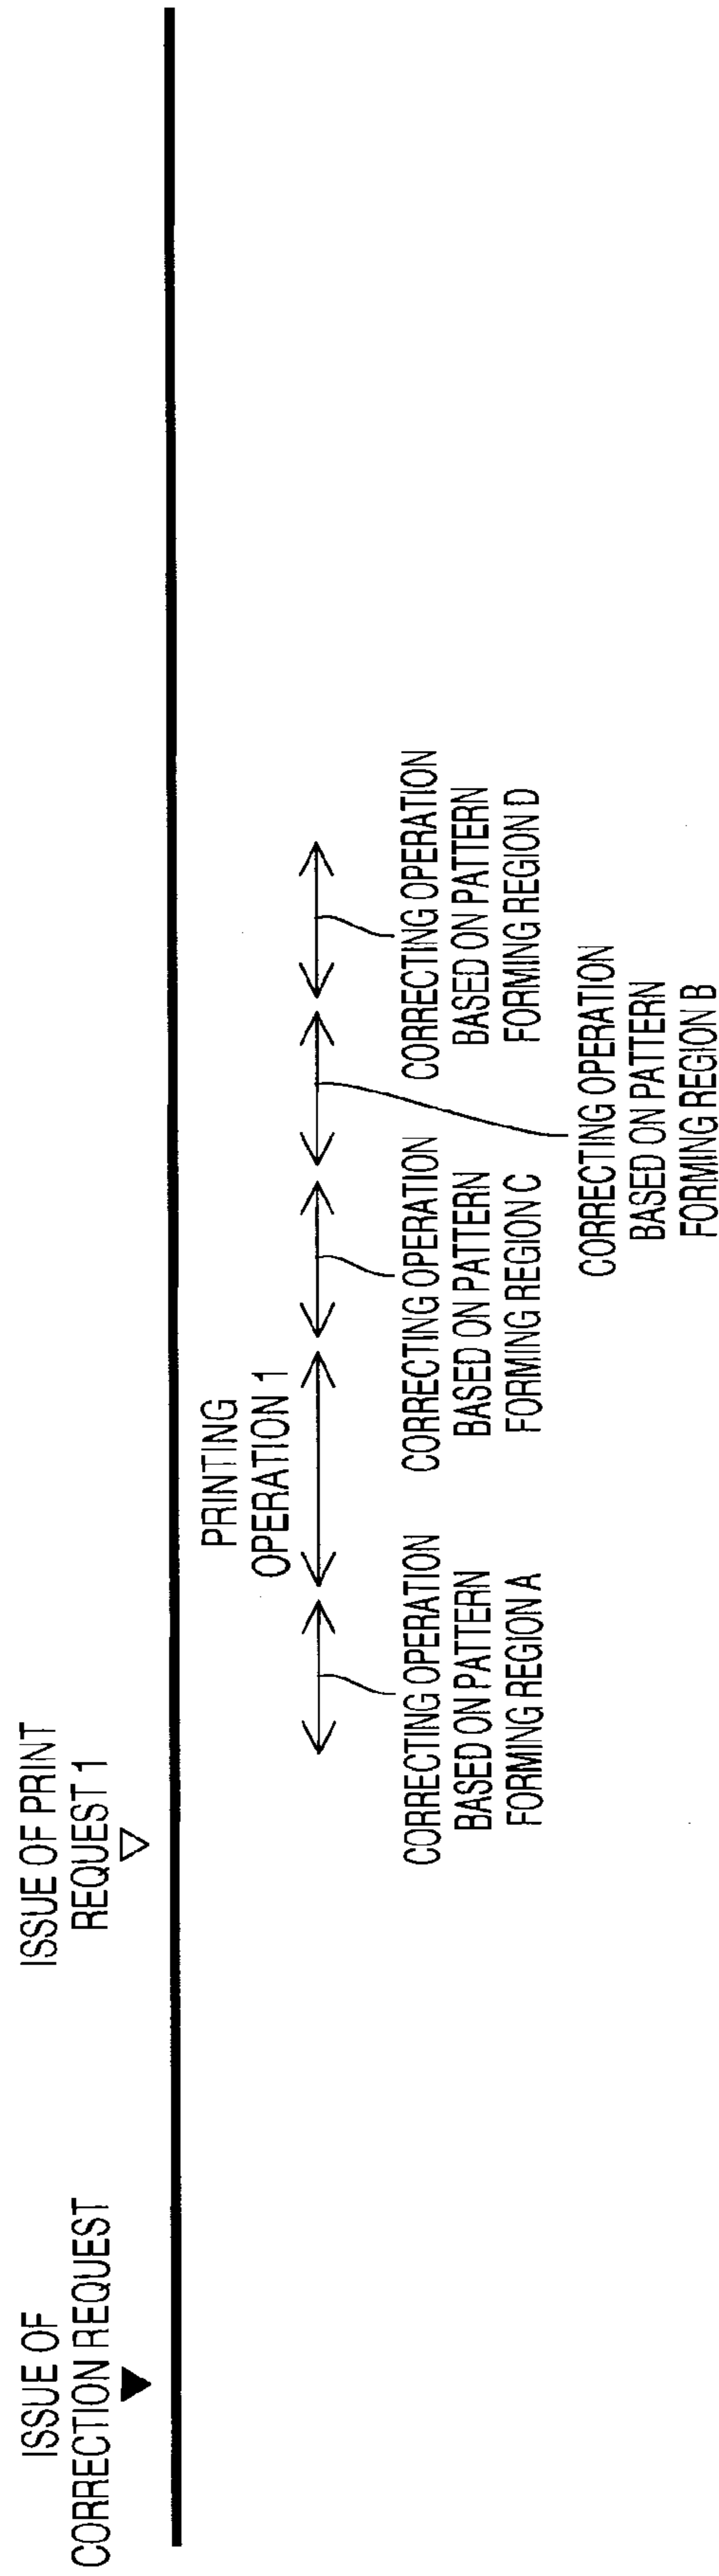 ISSUE OF
CORRECTION REQUEST
ISSUE OF PRINT
REQUEST 1
PRINTING
OPERATION 1
CORRECTING OPERATION
BASED ON PATTERN
FORMING REGION A
CORRECTING OPERATION
BASED ON PATTERN
FORMING REGION C
CORRECTING OPERATION
BASED ON PATTERN
FORMING REGION B
CORRECTING OPERATION
BASED ON PATTERN
FORMING REGION D